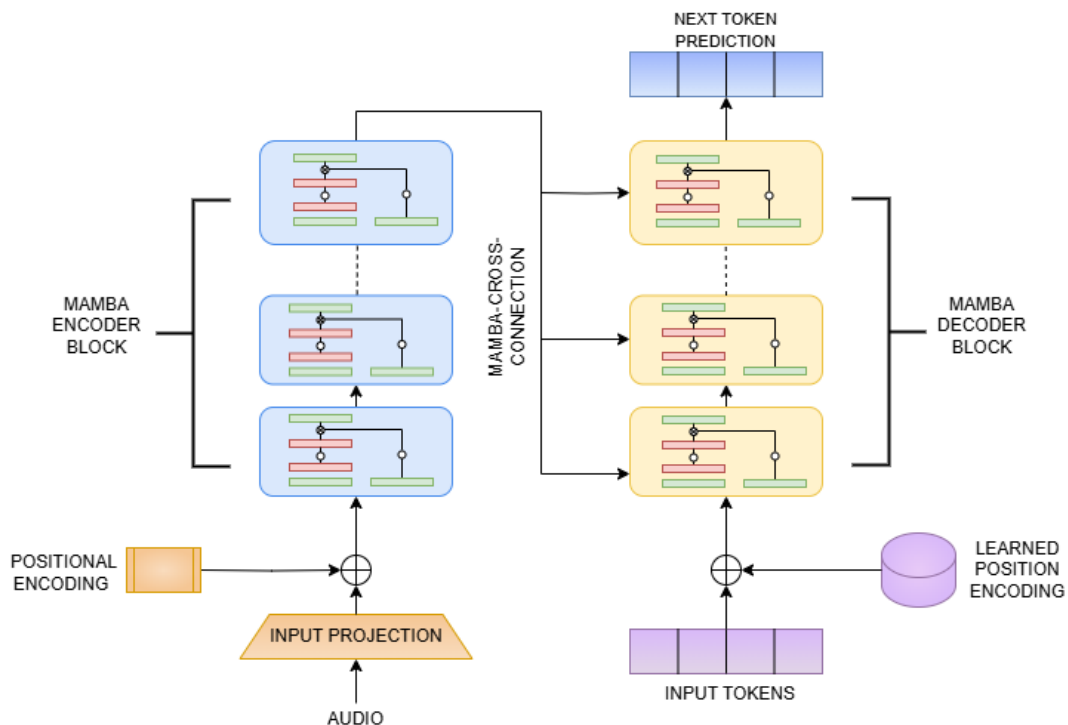 NEXT TOKEN
PREDICTION
MAMBA
ENCODER
BLOCK
MAMBA-CROSS-
CONNECTION
MAMBA
DECODER
BLOCK
POSITIONAL
ENCODING
LEARNED
POSITION
ENCODING
INPUT PROJECTION
INPUT TOKENS
AUDIO